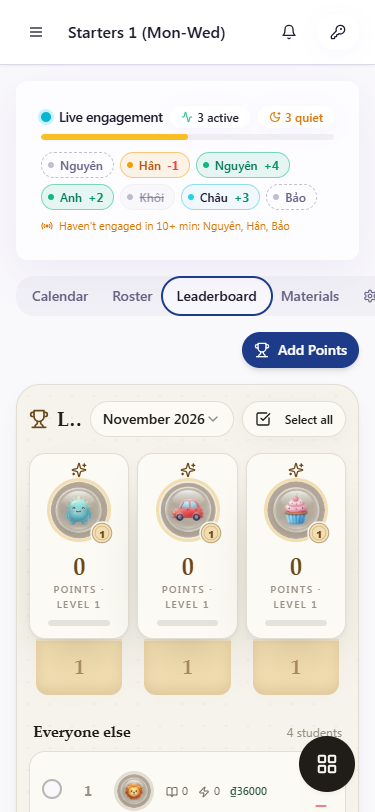 Starters 1 (Mon-Wed)
Live engagement
3 active
3 quiet
Nguyên
Hân -1
Nguyên +4
Anh +2
Khôi
Châu +3
Bảo
Haven't engaged in 10+ min: Nguyên, Hân, Bảo
Calendar
Roster
Leaderboard
Materials
Add Points
L..
November 2026
Select all
1
1
1
0
0
0
POINTS ·
LEVEL 1
POINTS ·
LEVEL 1
POINTS ·
LEVEL 1
1
1
1
Everyone else
4 students
1
0
0
₫36000